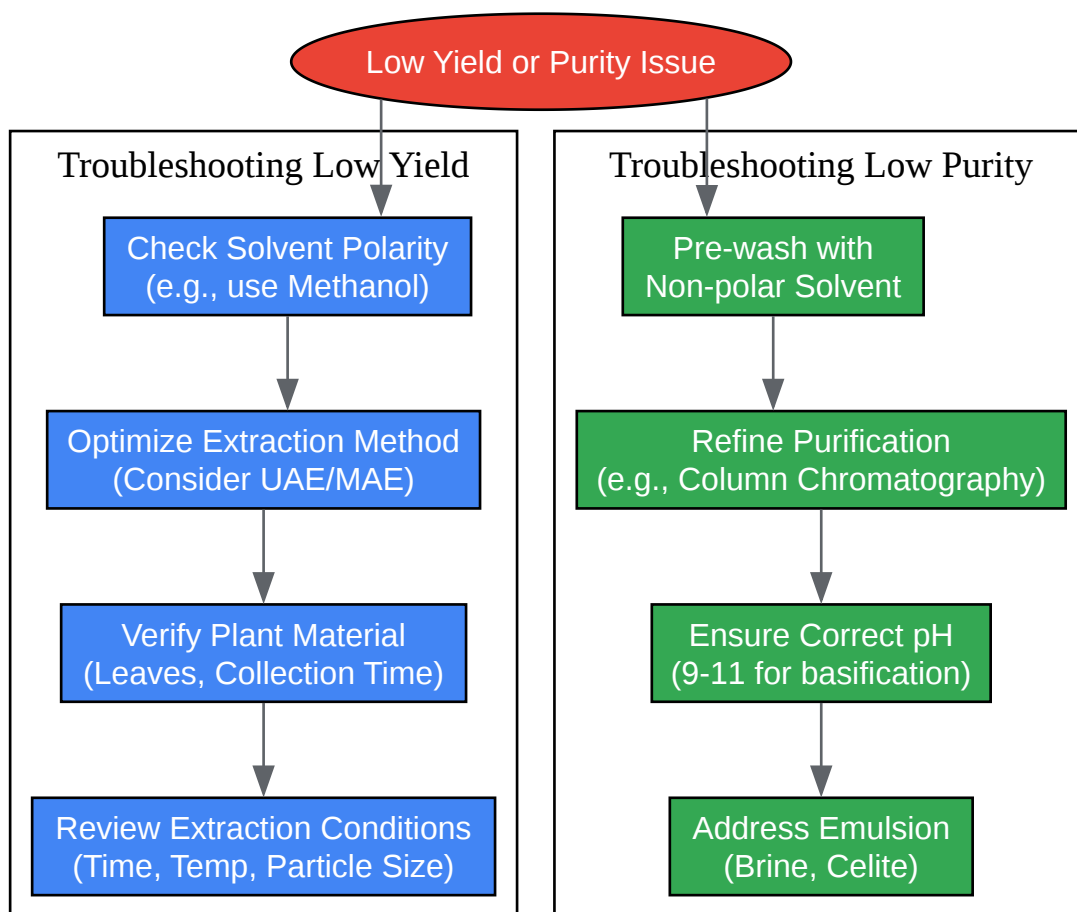 Low Yield or Purity Issue
Troubleshooting Low Yield
Check Solvent Polarity
(e.g., use Methanol)
Optimize Extraction Method
(Consider UAE/MAE)
Verify Plant Material
(Leaves, Collection Time)
Review Extraction Conditions
(Time, Temp, Particle Size)
Troubleshooting Low Purity
Pre-wash with
Non-polar Solvent
Refine Purification
(e.g., Column Chromatography)
Ensure Correct pH
(9-11 for basification)
Address Emulsion
(Brine, Celite)